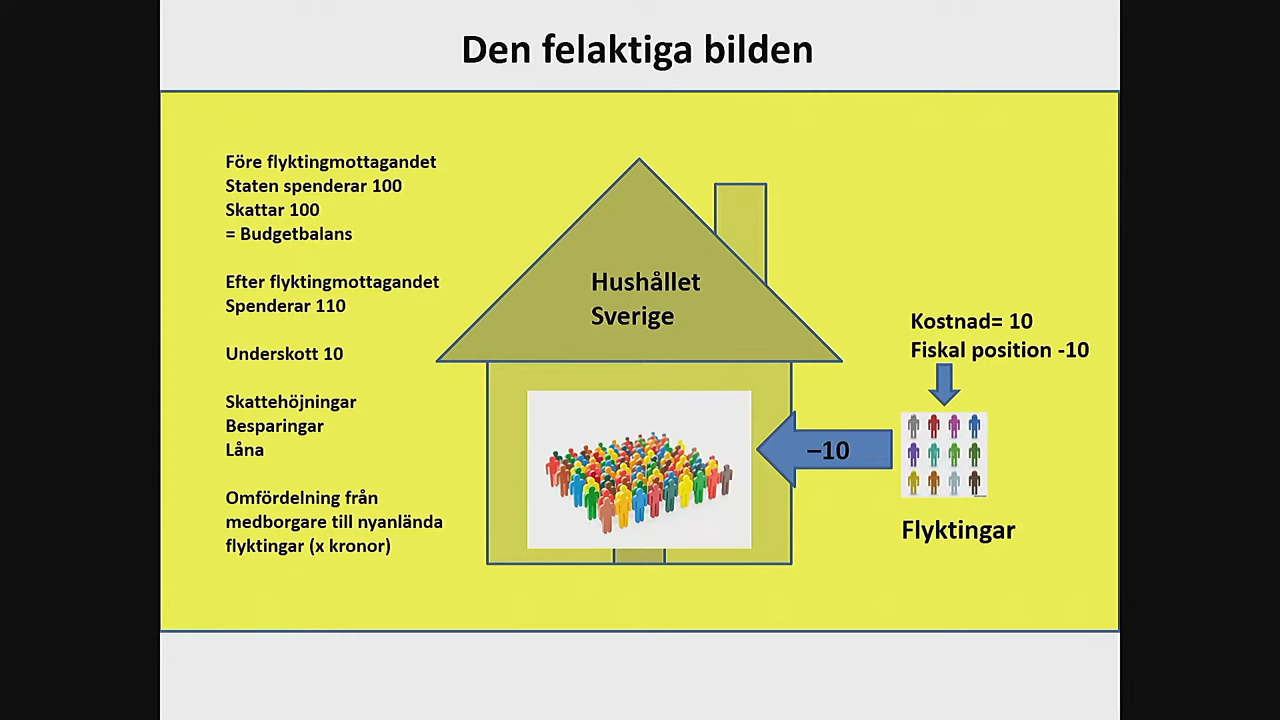 Den felaktiga bilden
Före flyktingmottagandet
Staten spenderar 100
Skattar 100
= Budgetbalans
Efter flyktingmottagandet
Spenderar 110
Underskott 10
Skattehöjningar
Besparingar
Låna
Omfördelning från
medborgare till nyanlända
flyktingar (x kronor)
Hushållet
Sverige
Kostnad= 10
Fiskal position -10
–10
Flyktingar